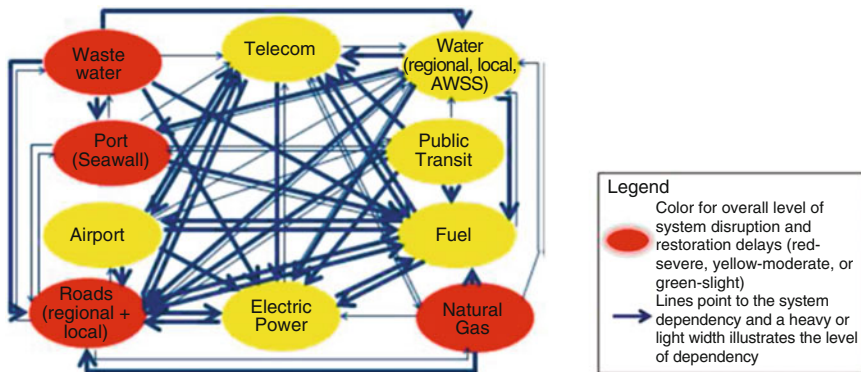 Waste
water
Telecom
Water
(regional, local,
AWSS)
Port
(Seawall)
Public
Transit
Airport
Fuel
Roads
(regional +
local)
Electric
Power
Natural
Gas
Legend
Color for overall level of
system disruption and
restoration delays (red-
severe, yellow-moderate, or
green-slight)
Lines point to the system
dependency and a heavy or
light width illustrates the level
of dependency